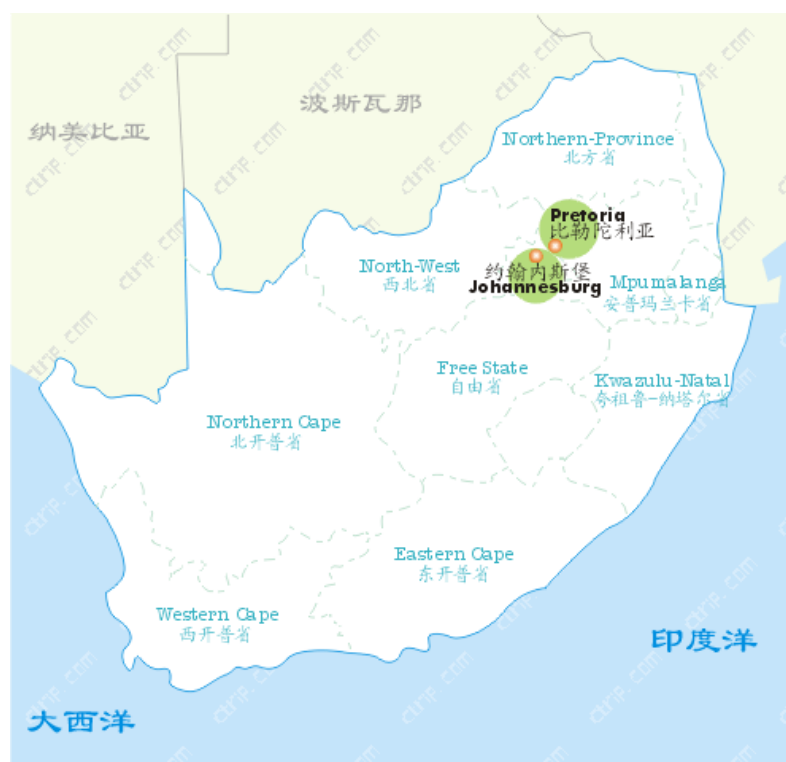 波斯瓦那
纳美比亚
Northern-Province
北方省
Pretoria
比勒陀利亚
North-West
西北省
约翰内斯堡
Johannesburg
Mpumalanga
安普玛兰卡省
Free State
自由省
Kwazulu-Natal
夸祖鲁-纳塔尔省
Northern Cape
北开普省
Eastern Cape
东开普省
Western Cape
西开普省
印度洋
大西洋
ctrip.com